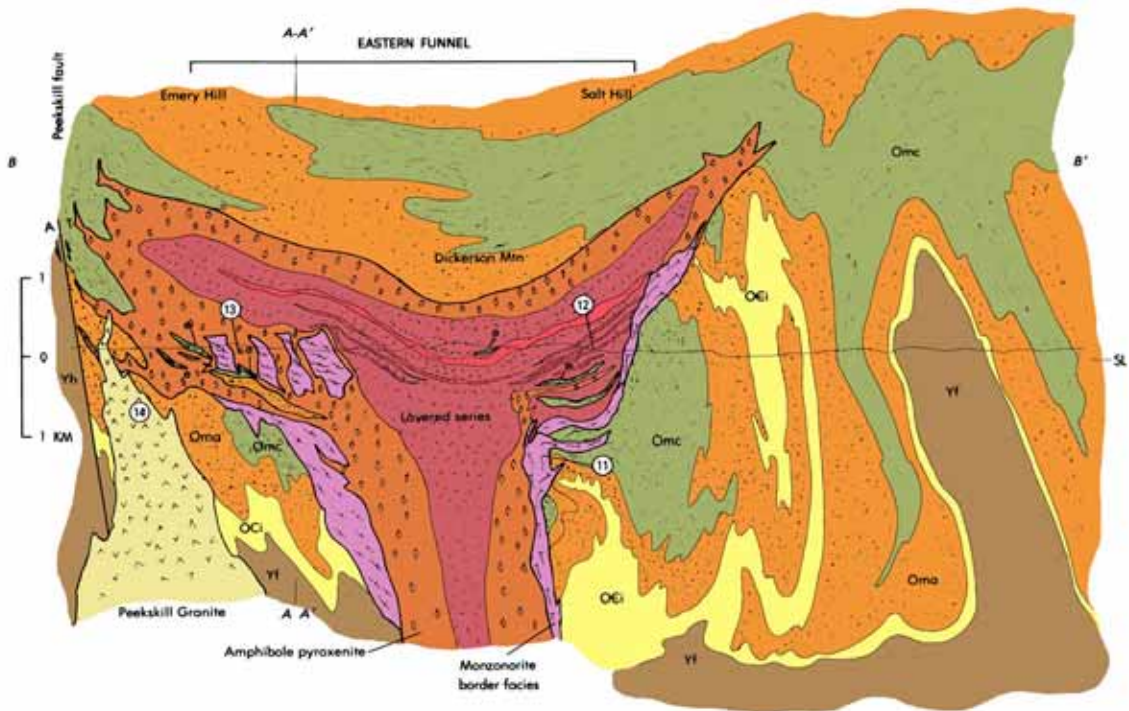 A-A'
EASTERN FUNNEL
Peekskill fault
Emery Hill
Salt Hill
B
Omc
B'
A T
1
Dickerson Mtn
OЄi
13
12
0
SL
Yh
Yf
14
Layered series
1 KM
Oma
Omc
Omc
11
OCi
Oma
Yf
OЄi
Peekskill Granite
A A'
Amphibole pyroxenite
Yf
Monzonorite
border facies